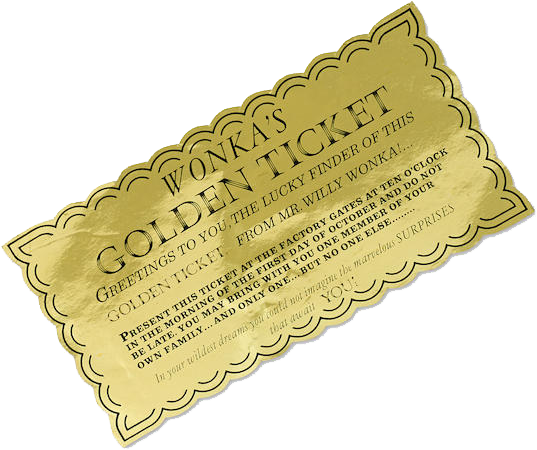 WONKA'S
GOLDEN TICKET
GREETINGS TO YOU, THE LUCKY FINDER OF THIS
GOLDEN TICKET FROM MR. WILLY WONKA!...
PRESENT THIS TICKET AT THE FACTORY GATES AT TEN O'CLOCK
IN THE MORNING OF THE FIRST DAY OF OCTOBER AND DO NOT
BE LATE. YOU MAY BRING WITH YOU ONE MEMBER OF YOUR
OWN FAMILY...AND ONLY ONE... BUT NO ONE ELSE........
In your wildest dreams you could not imagine the marvelous SURPRISES
that await YOU!